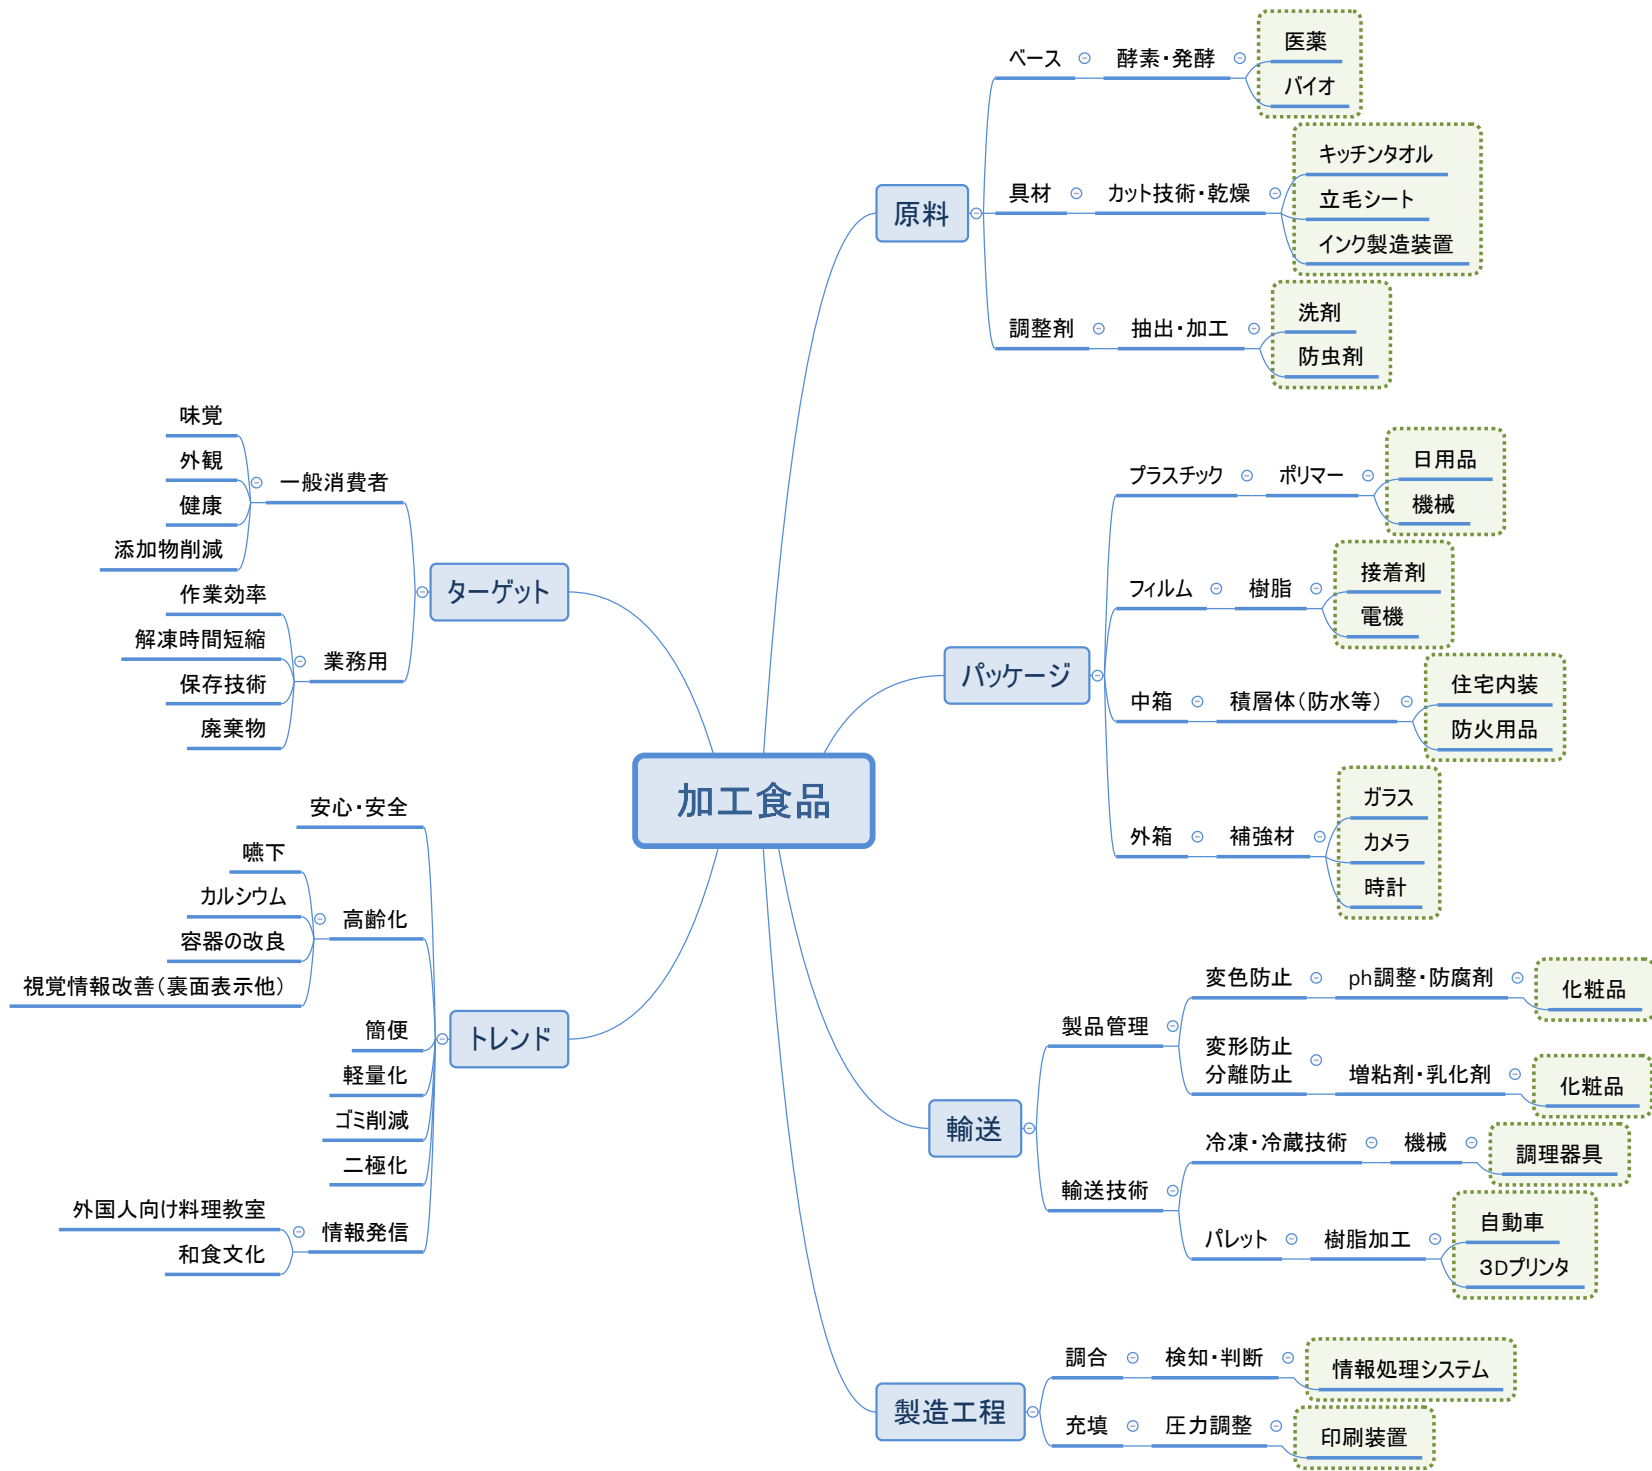 加工食品
原料
ベース
酵素・発酵
医薬
バイオ
具材
カット技術・乾燥
キッチンタオル
立毛シート
インク製造装置
調整剤
抽出・加工
洗剤
防虫剤
パッケージ
プラスチック
ポリマー
日用品
機械
フィルム
樹脂
接着剤
電機
中箱
積層体（防水等）
住宅内装
防火用品
外箱
補強材
ガラス
カメラ
時計
輸送
製品管理
変色防止
ph調整・防腐剤
化粧品
変形防止
分離防止
増粘剤・乳化剤
化粧品
輸送技術
冷凍・冷蔵技術
機械
調理器具
パレット
樹脂加工
自動車
３Dプリンタ
製造工程
調合
検知・判断
情報処理システム
充填
圧力調整
印刷装置
ターゲット
一般消費者
味覚
外観
健康
添加物削減
業務用
作業効率
解凍時間短縮
保存技術
廃棄物
トレンド
安心・安全
高齢化
嚥下
カルシウム
容器の改良
視覚情報改善（裏面表示他）
簡便
軽量化
ゴミ削減
二極化
情報発信
外国人向け料理教室
和食文化